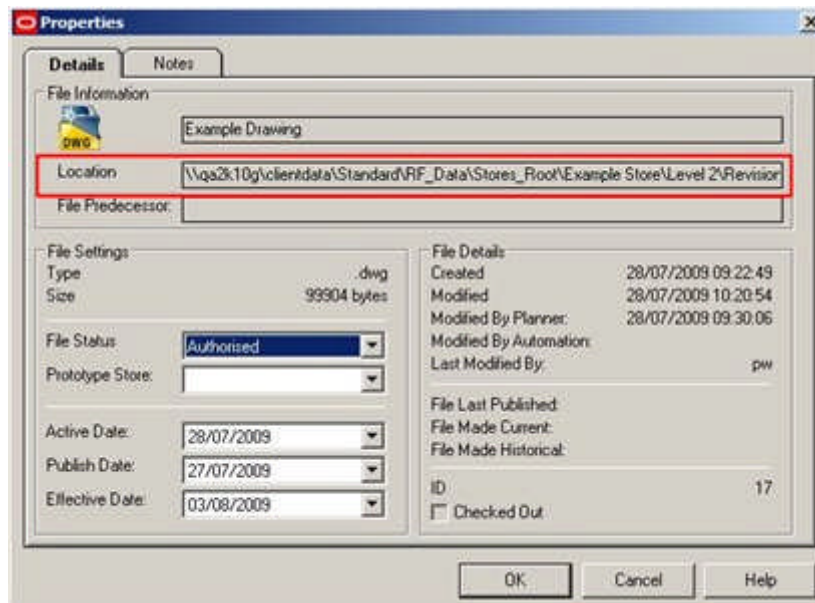 Properties
Details Notes
File Information
DWG
Example Drawing
Location \\qa2k10g\clientdata\Standard\RF_Data\Stores_Root\Example Store\Level 2\Revision
File Predecessor:
File Settings
Type .dwg
Size 99904 bytes
File Status Authorised
Prototype Store:
Active Date: 28/07/2009
Publish Date: 27/07/2009
Effective Date: 03/08/2009
File Details
Created 28/07/2009 09:22:49
Modified 28/07/2009 10:20:54
Modified By Planner: 28/07/2009 09:30:06
Modified By Automation:
Last Modified By: pw
File Last Published:
File Made Current:
File Made Historical:
ID 17
Checked Out
OK Cancel Help